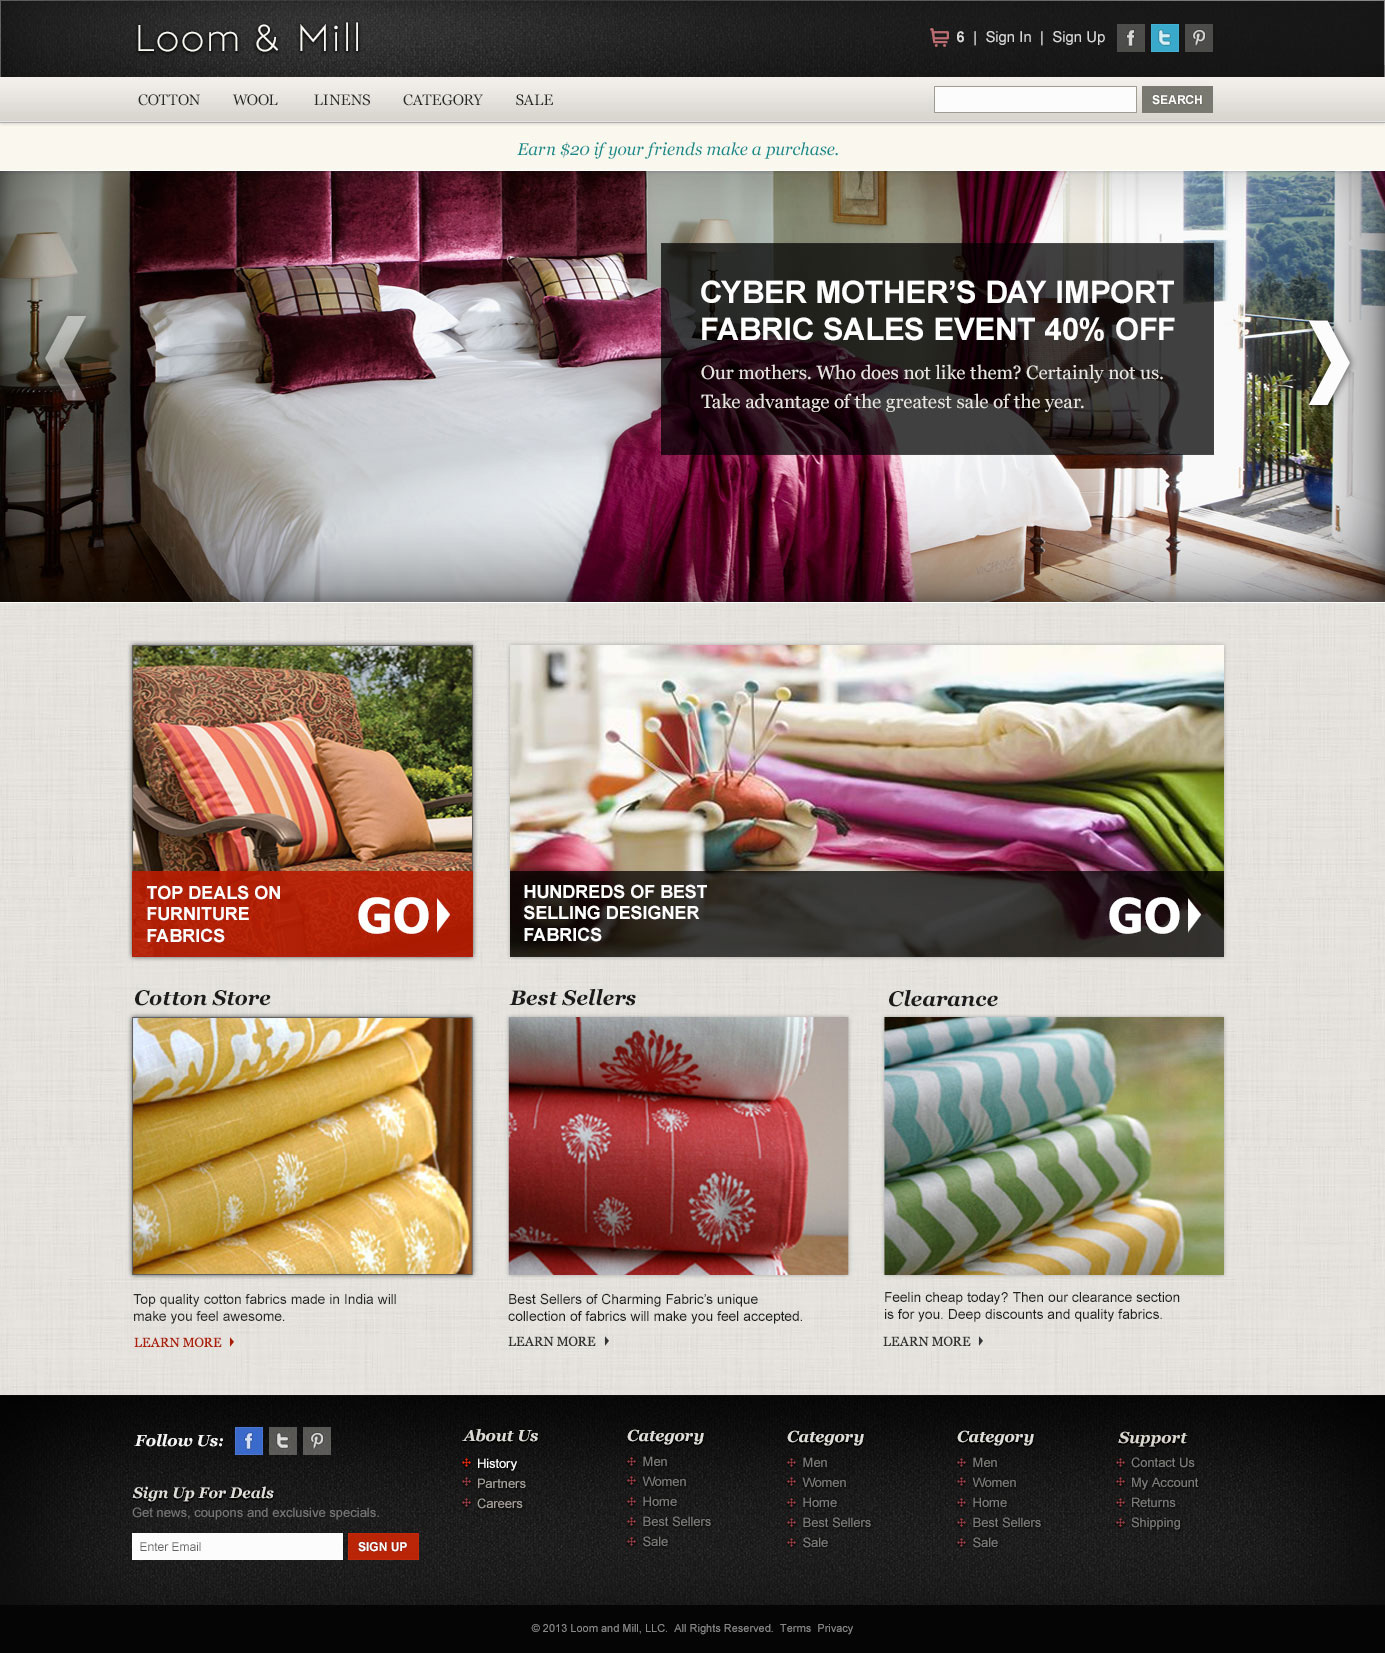 Loom & Mill
6 | Sign In | Sign Up
COTTON WOOL LINENS CATEGORY SALE
SEARCH
Earn $20 if your friends make a purchase.
CYBER MOTHER'S DAY IMPORT
FABRIC SALES EVENT 40% OFF
Our mothers. Who does not like them? Certainly not us.
Take advantage of the greatest sale of the year.
TOP DEALS ON
FURNITURE
FABRICS
GO
HUNDREDS OF BEST
SELLING DESIGNER
FABRICS
GO
Cotton Store
Top quality cotton fabrics made in India will
make you feel awesome.
LEARN MORE
Best Sellers
Best Sellers of Charming Fabric's unique
collection of fabrics will make you feel accepted.
LEARN MORE
Clearance
Feelin cheap today? Then our clearance section
is for you. Deep discounts and quality fabrics.
LEARN MORE
Follow Us:
Sign Up For Deals
Get news, coupons and exclusive specials.
Enter Email
SIGN UP
About Us
History
Partners
Careers
Category
Men
Women
Home
Best Sellers
Sale
Category
Men
Women
Home
Best Sellers
Sale
Category
Men
Women
Home
Best Sellers
Sale
Support
Contact Us
My Account
Returns
Shipping
© 2013 Loom and Mill, LLC. All Rights Reserved. Terms Privacy